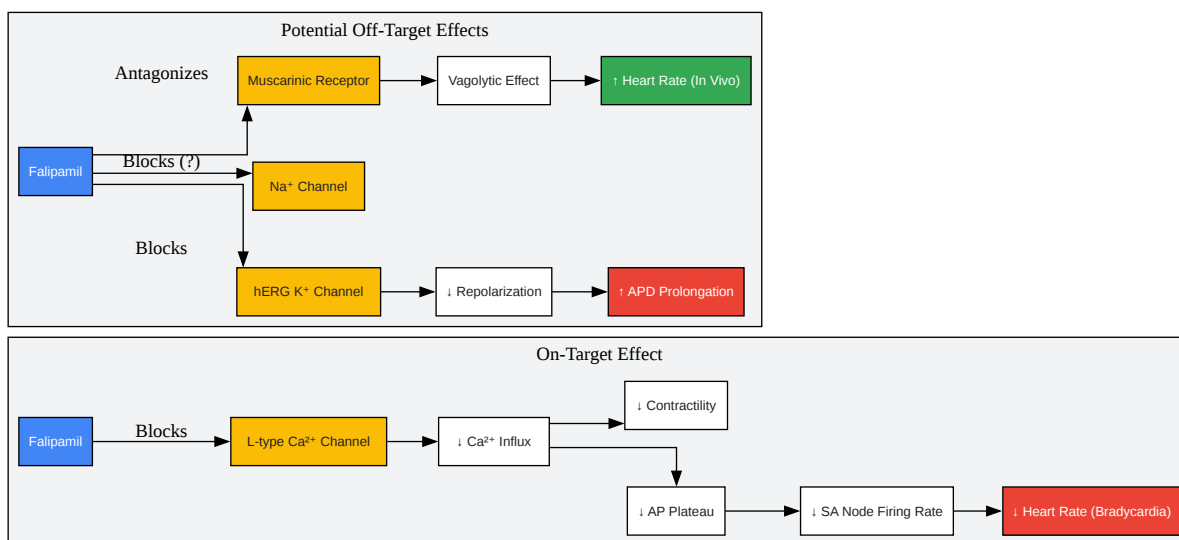 Potential Off-Target Effects
Antagonizes
Muscarinic Receptor
Vagolytic Effect
↑ Heart Rate (In Vivo)
Falipamil
Blocks (?)
Na⁺ Channel
Blocks
hERG K⁺ Channel
↓ Repolarization
↑ APD Prolongation
On-Target Effect
Falipamil
Blocks
L-type Ca²⁺ Channel
↓ Ca²⁺ Influx
↓ Contractility
↓ AP Plateau
↓ SA Node Firing Rate
↓ Heart Rate (Bradycardia)